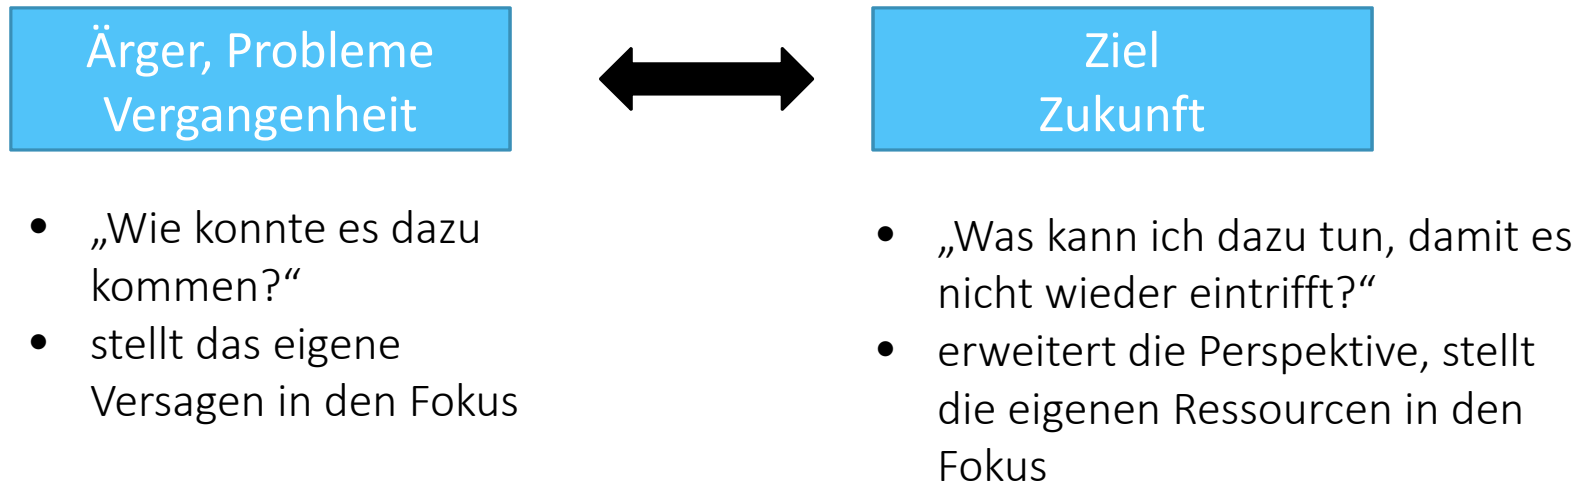 Ärger, Probleme
Vergangenheit
Ziel
Zukunft
• „Wie konnte es dazu
kommen?“
• stellt das eigene
Versagen in den Fokus
• „Was kann ich dazu tun, damit es
nicht wieder eintrifft?“
• erweitert die Perspektive, stellt
die eigenen Ressourcen in den
Fokus